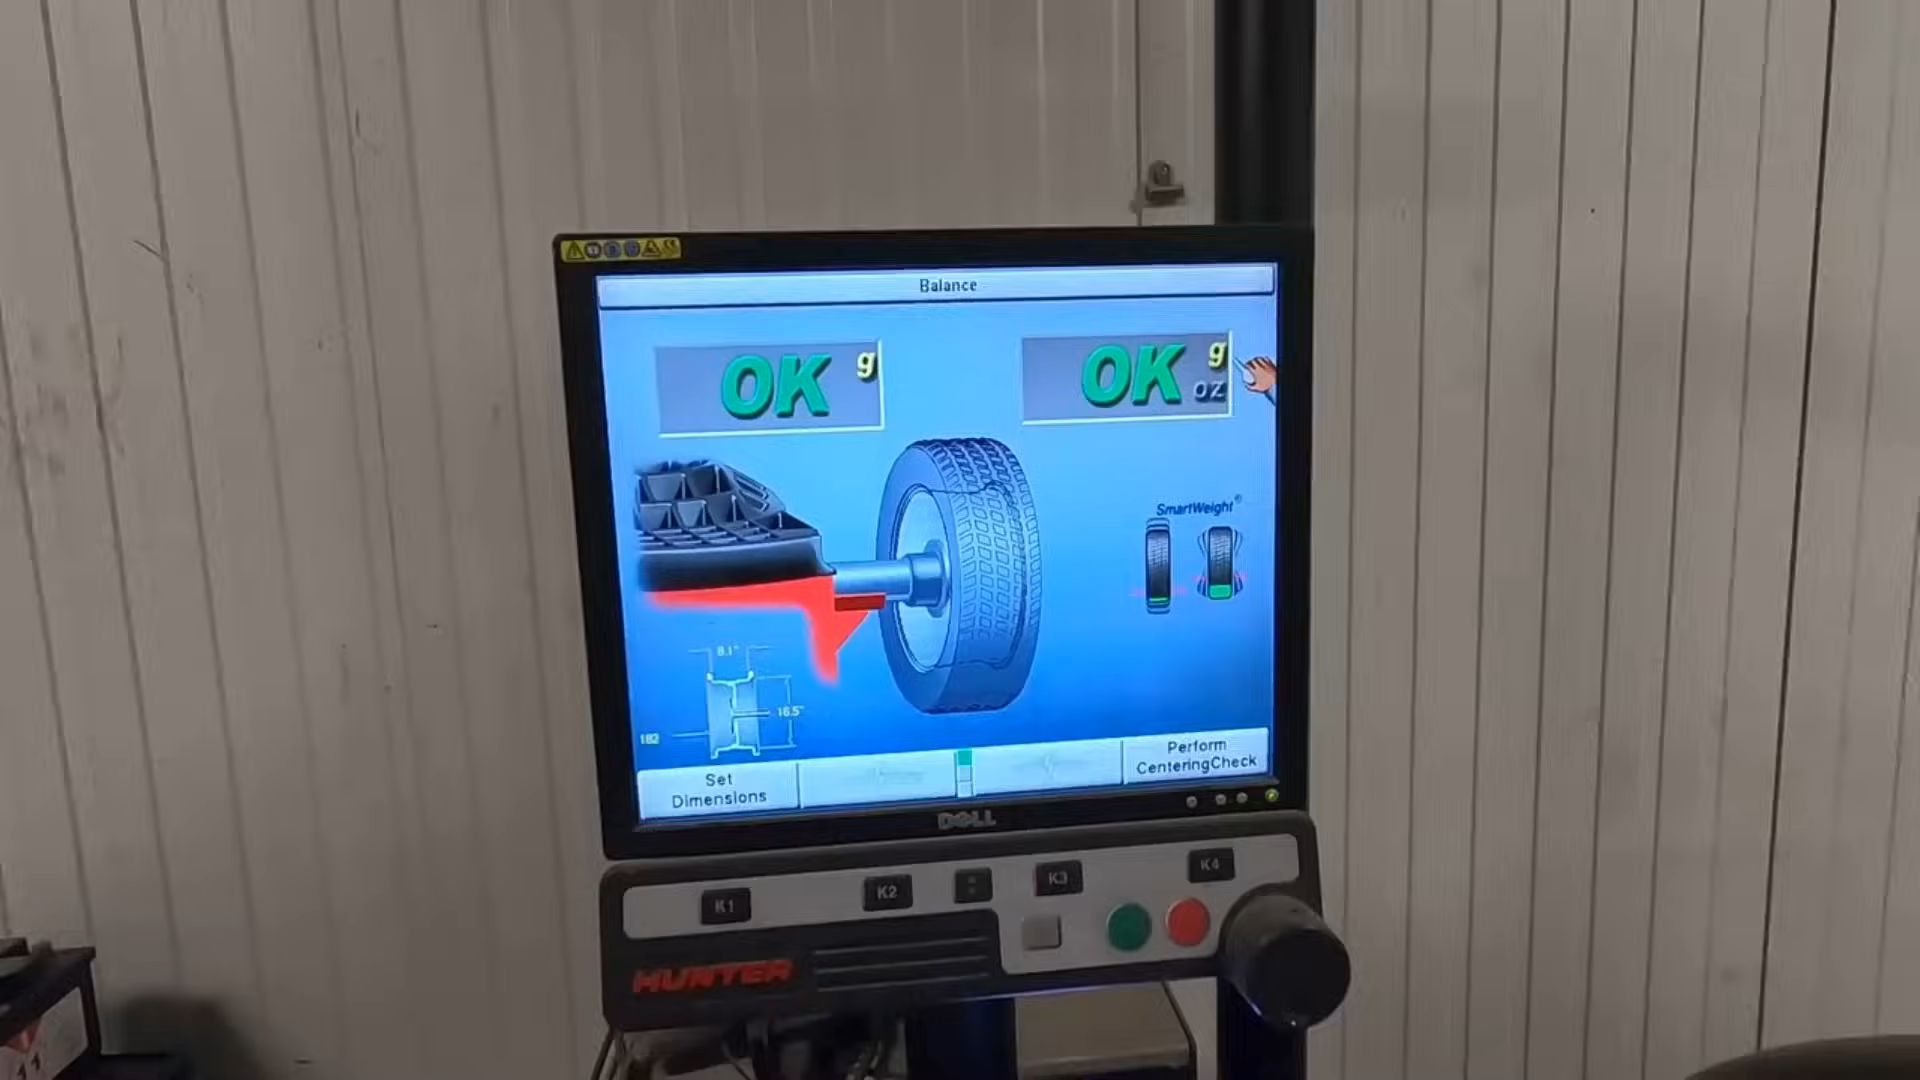 Balance
OK g
OK g
oz
SmartWeight®
8.1"
16.5"
182
Set
Dimensions
Perform
CenteringCheck
DELL
K1
K2
K3
K4
HUNTER